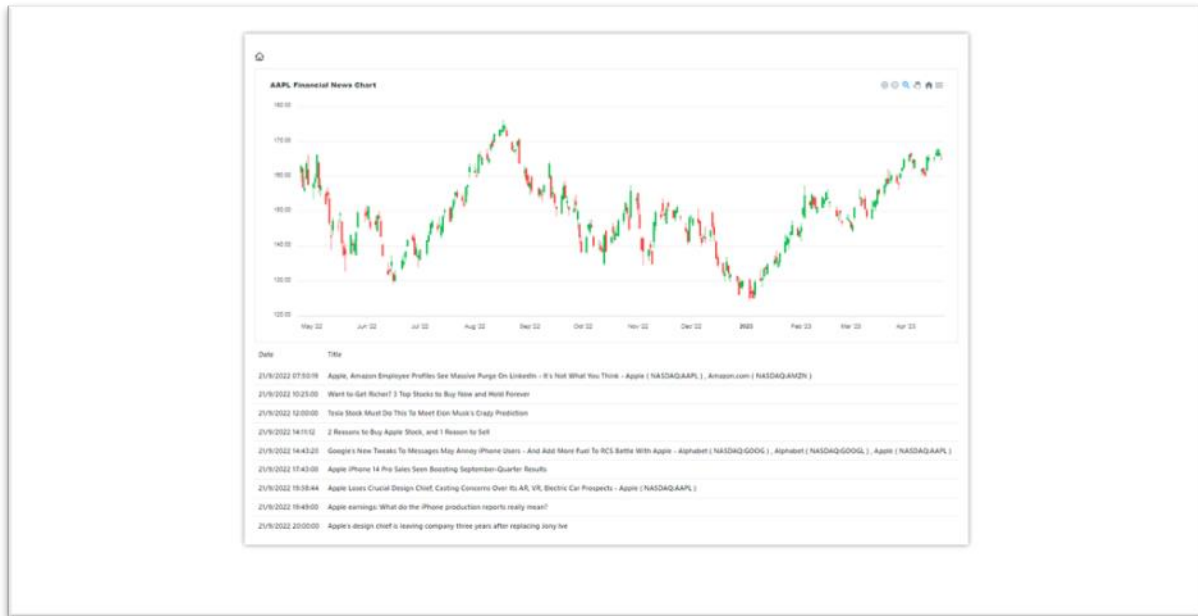 AAPL Financial News Chart
180.00
170.00
160.00
150.00
140.00
130.00
120.00
May '22 Jun '22 Jul '22 Aug '22 Sep '22 Oct '22 Nov '22 Dec '22 2023 Feb '23 Mar '23 Apr '23
Date Title
21/9/2022 07:50:19 Apple, Amazon Employee Profiles See Massive Purge On LinkedIn - It's Not What You Think - Apple ( NASDAQ:AAPL ) , Amazon.com ( NASDAQ:AMZN )
21/9/2022 10:25:00 Want to Get Richer? 3 Top Stocks to Buy Now and Hold Forever
21/9/2022 12:00:00 Tesla Stock Must Do This To Meet Elon Musk's Crazy Prediction
21/9/2022 14:11:12 2 Reasons to Buy Apple Stock, and 1 Reason to Sell
21/9/2022 14:43:20 Google's New Tweaks To Messages May Annoy iPhone Users - And Add More Fuel To RCS Battle With Apple - Alphabet ( NASDAQ:GOOG ) , Alphabet ( NASDAQ:GOOGL ) , Apple ( NASDAQ:AAPL )
21/9/2022 17:43:00 Apple iPhone 14 Pro Sales Seen Boosting September-Quarter Results
21/9/2022 19:38:44 Apple Loses Crucial Design Chief, Casting Concerns Over Its AR, VR, Electric Car Prospects - Apple ( NASDAQ:AAPL )
21/9/2022 19:49:00 Apple earnings: What do the iPhone production reports really mean?
21/9/2022 20:00:00 Apple's design chief is leaving company three years after replacing Jony Ive